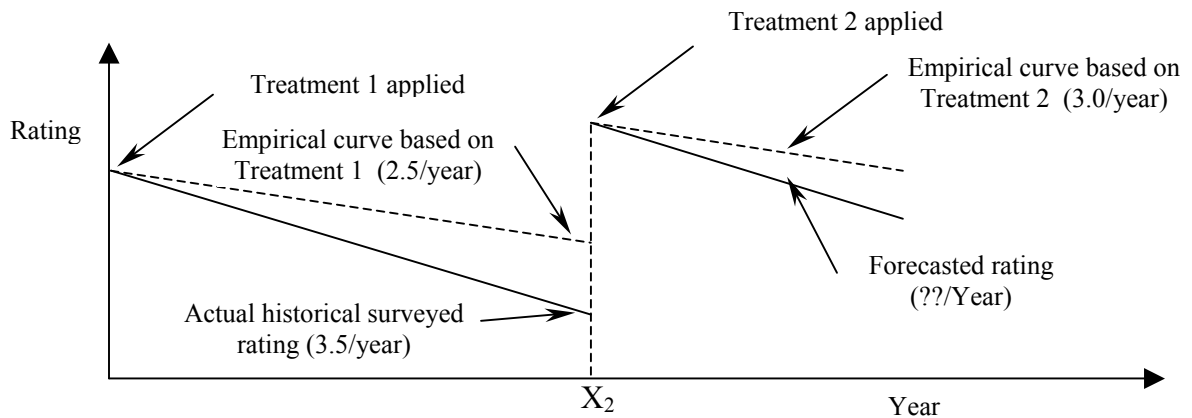 Treatment 2 applied
Treatment 1 applied
Empirical curve based on
Treatment 2  (3.0/year)
Rating
Empirical curve based on
Treatment 1  (2.5/year)
Forecasted rating
(??/Year)
Actual historical surveyed
rating (3.5/year)
X2
Year